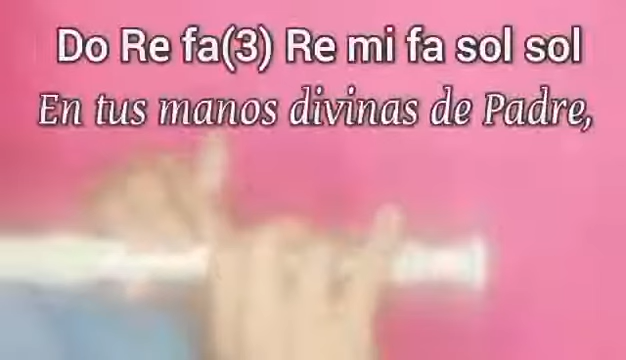 Do Re fa(3) Re mi fa sol sol
En tus manos divinas de Padre,